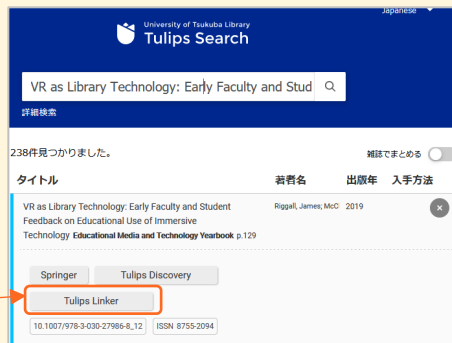 Japanese
University of Tsukuba Library
Tulips Search
VR as Library Technology: Early Faculty and Stud
詳細検索
238件見つかりました。
雑誌でまとめる
タイトル 著者名 出版年 入手方法
VR as Library Technology: Early Faculty and Student Riggall, James; McC 2019
Feedback on Educational Use of Immersive
Technology Educational Media and Technology Yearbook p.129
Springer Tulips Discovery
Tulips Linker
10.1007/978-3-030-27986-8_12 ISSN 8755-2094